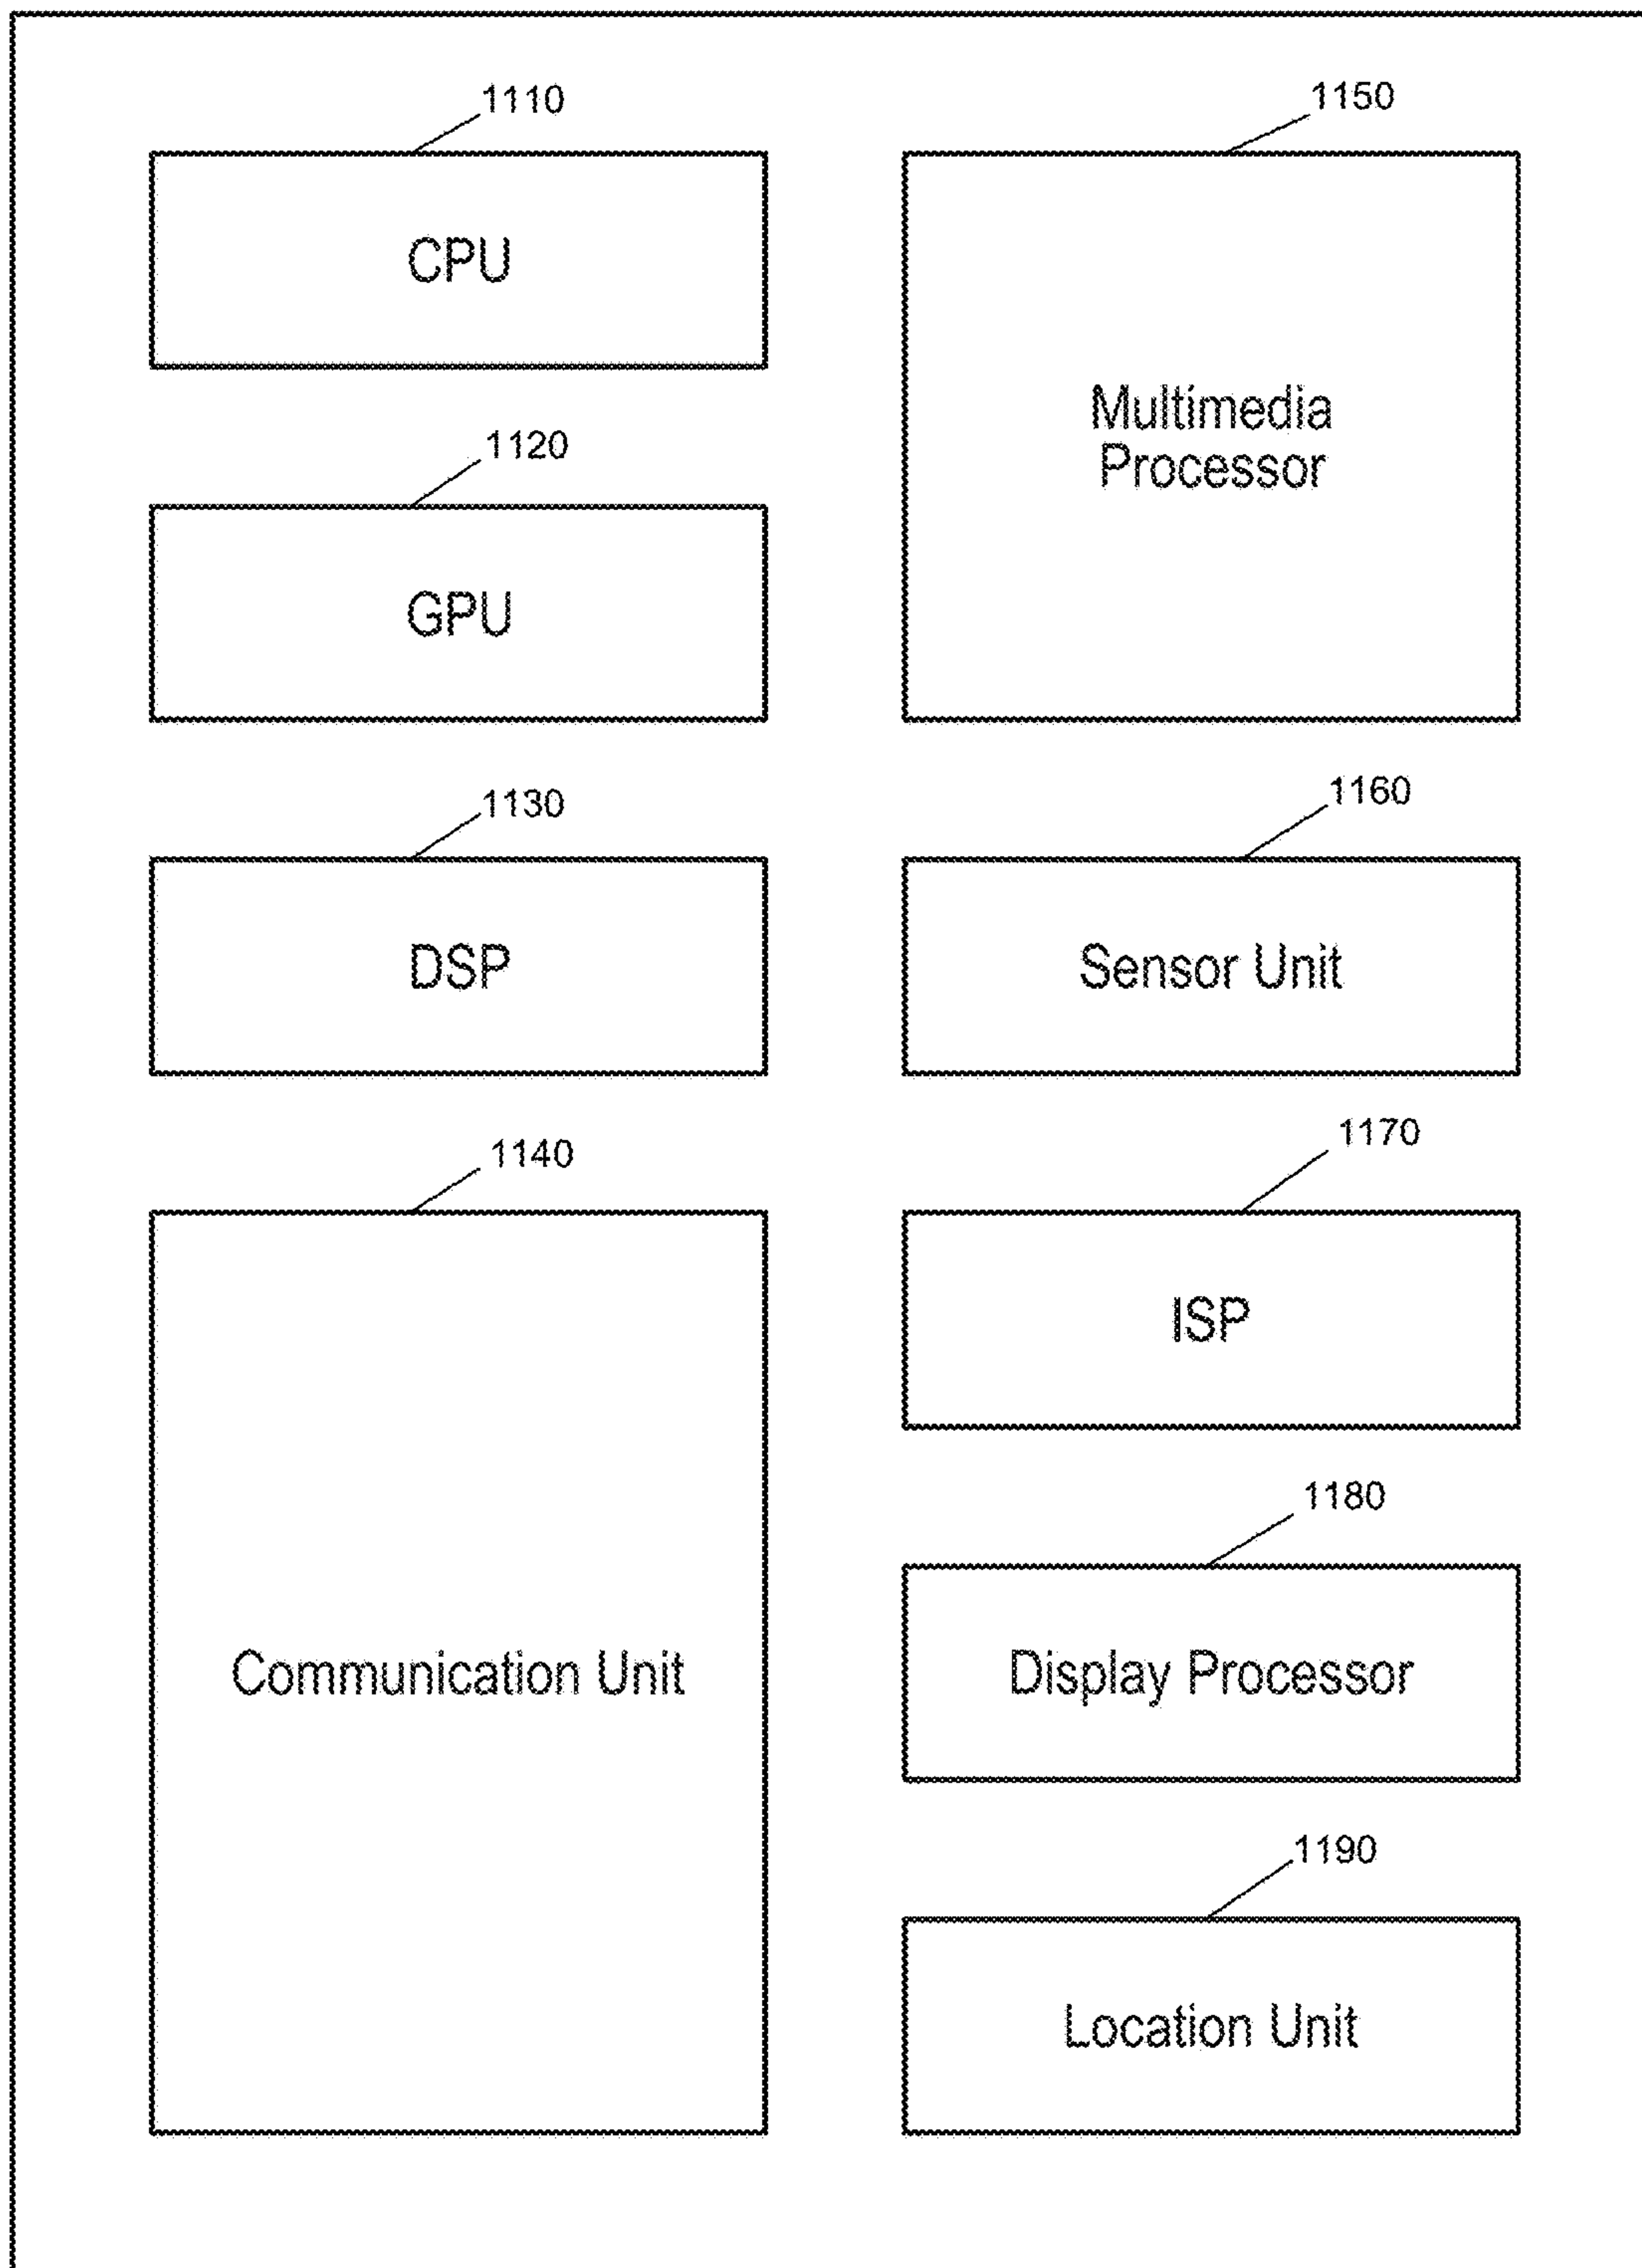 1110
CPU
1120
GPU
1130
DSP
1140
Communication Unit
1150
Multimedia
Processor
1160
Sensor Unit
1170
ISP
1180
Display Processor
1190
Location Unit